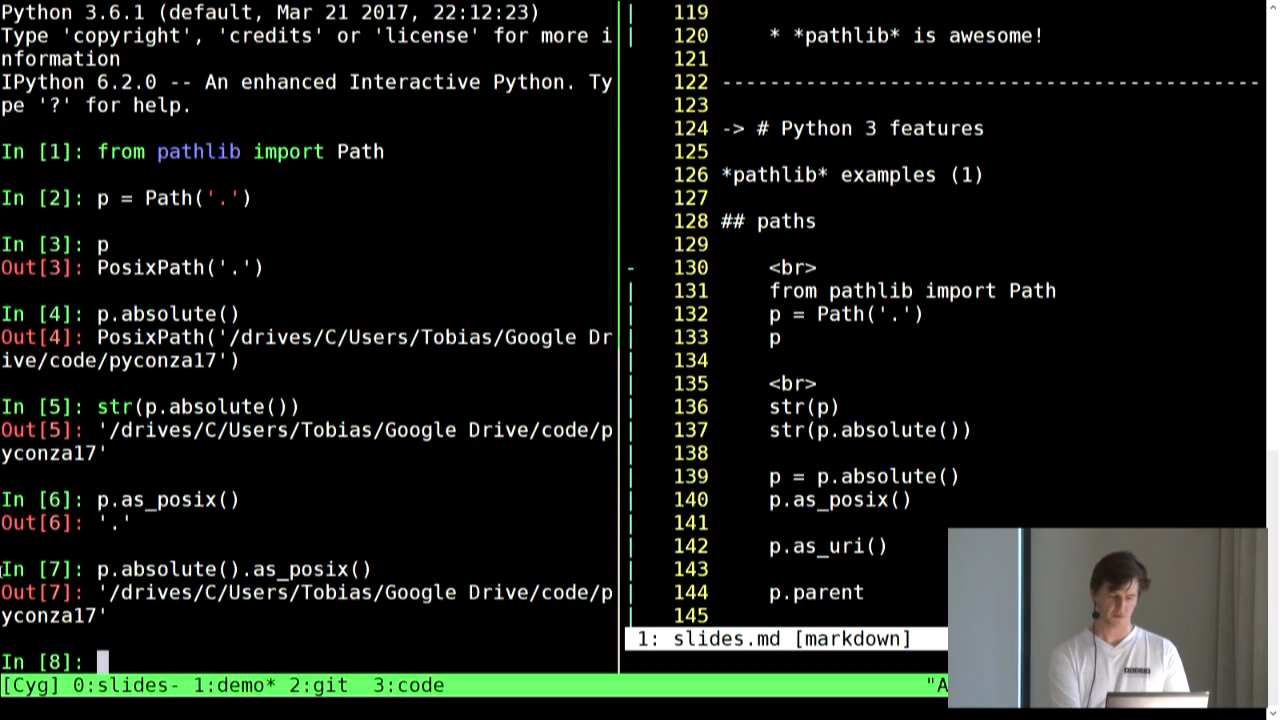 Python 3.6.1 (default, Mar 21 2017, 22:12:23)
Type 'copyright', 'credits' or 'license' for more i
nformation
IPython 6.2.0 -- An enhanced Interactive Python. Ty
pe '?' for help.
In [1]: from pathlib import Path
In [2]: p = Path('.')
In [3]: p
Out[3]: PosixPath('.')
In [4]: p.absolute()
Out[4]: PosixPath('/drives/C/Users/Tobias/Google Dr
ive/code/pyconza17')
In [5]: str(p.absolute())
Out[5]: '/drives/C/Users/Tobias/Google Drive/code/p
yconza17'
In [6]: p.as_posix()
Out[6]: '.'
In [7]: p.absolute().as_posix()
Out[7]: '/drives/C/Users/Tobias/Google Drive/code/p
yconza17'
In [8]:
119
120 * *pathlib* is awesome!
121
122 ---------------------------------------------
123
124 -> # Python 3 features
125
126 *pathlib* examples (1)
127
128 ## paths
129
130 <br>
131 from pathlib import Path
132 p = Path('.')
133 p
134
135 <br>
136 str(p)
137 str(p.absolute())
138
139 p = p.absolute()
140 p.as_posix()
141
142 p.as_uri()
143
144 p.parent
145
1: slides.md [markdown]
[Cyg] 0:slides- 1:demo* 2:git 3:code "A